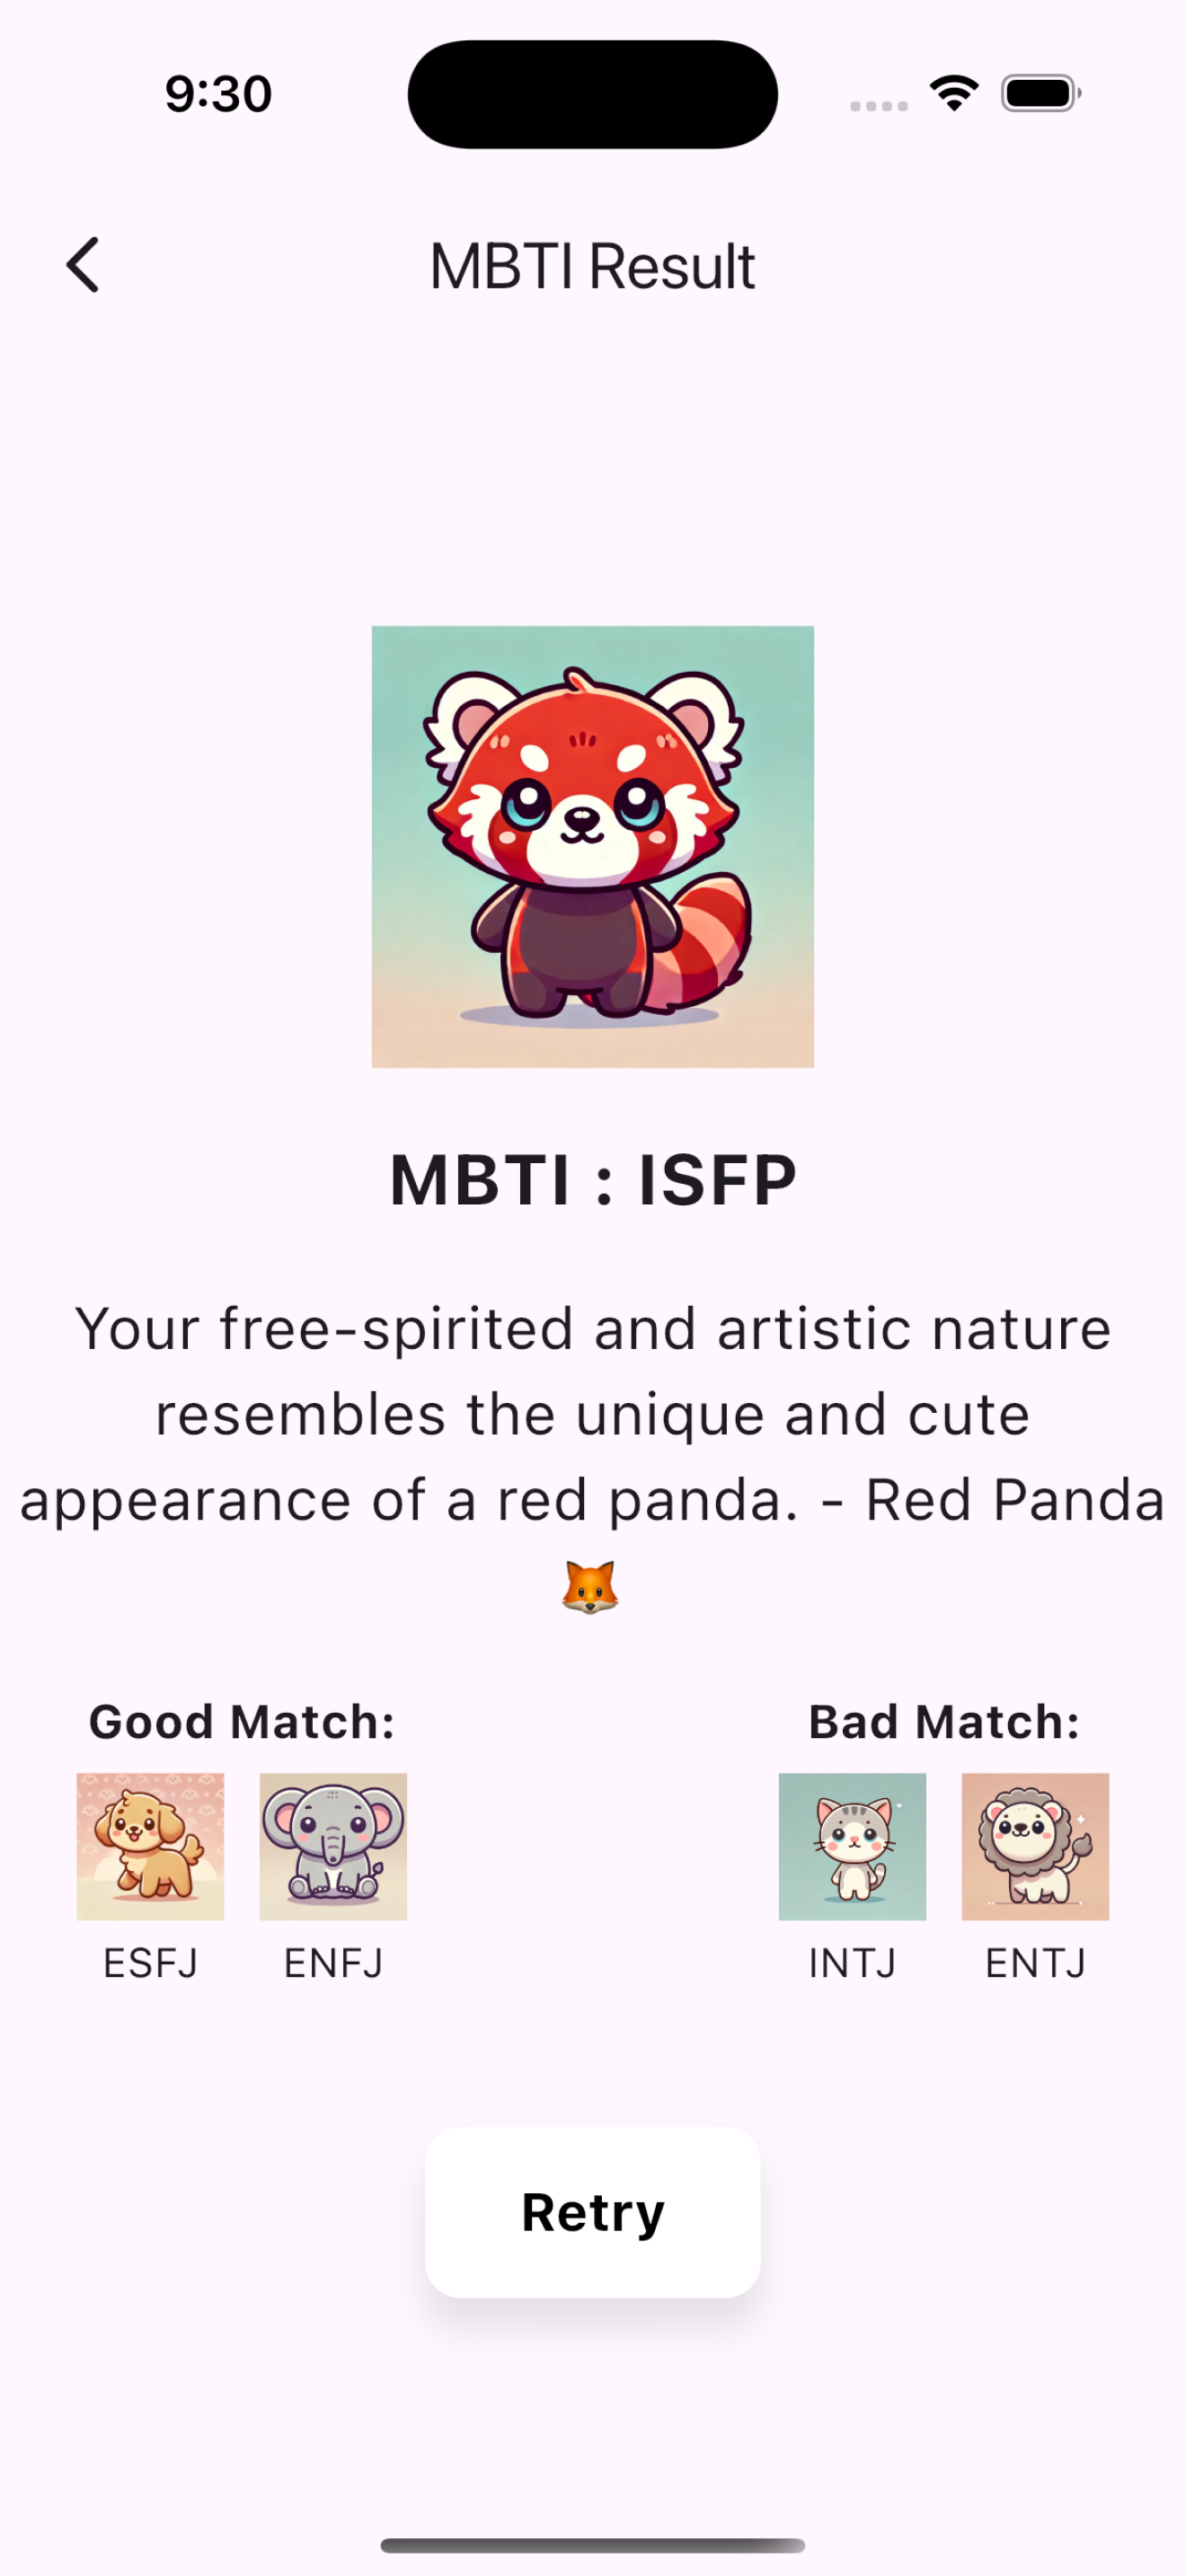 9:30
MBTI Result
MBTI : ISFP
Your free-spirited and artistic nature
resembles the unique and cute
appearance of a red panda. - Red Panda
🦊
Good Match:
Bad Match:
ESFJ
ENFJ
INTJ
ENTJ
Retry